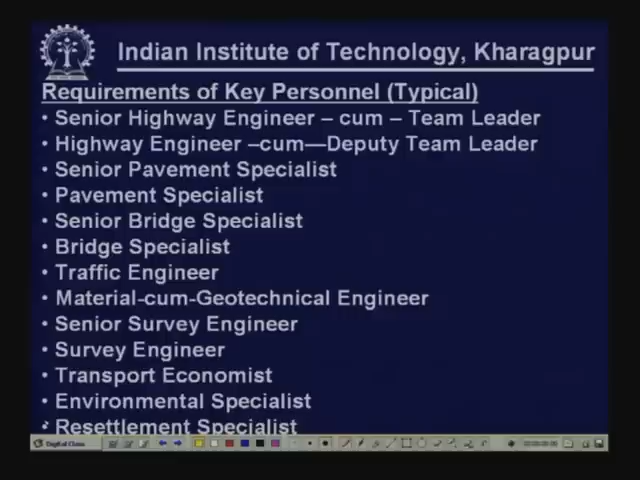 Indian Institute of Technology, Kharagpur
Requirements of Key Personnel (Typical)
• Senior Highway Engineer – cum – Team Leader
• Highway Engineer –cum—Deputy Team Leader
• Senior Pavement Specialist
• Pavement Specialist
• Senior Bridge Specialist
• Bridge Specialist
• Traffic Engineer
• Material-cum-Geotechnical Engineer
• Senior Survey Engineer
• Survey Engineer
• Transport Economist
• Environmental Specialist
• Resettlement Specialist
Digital Class